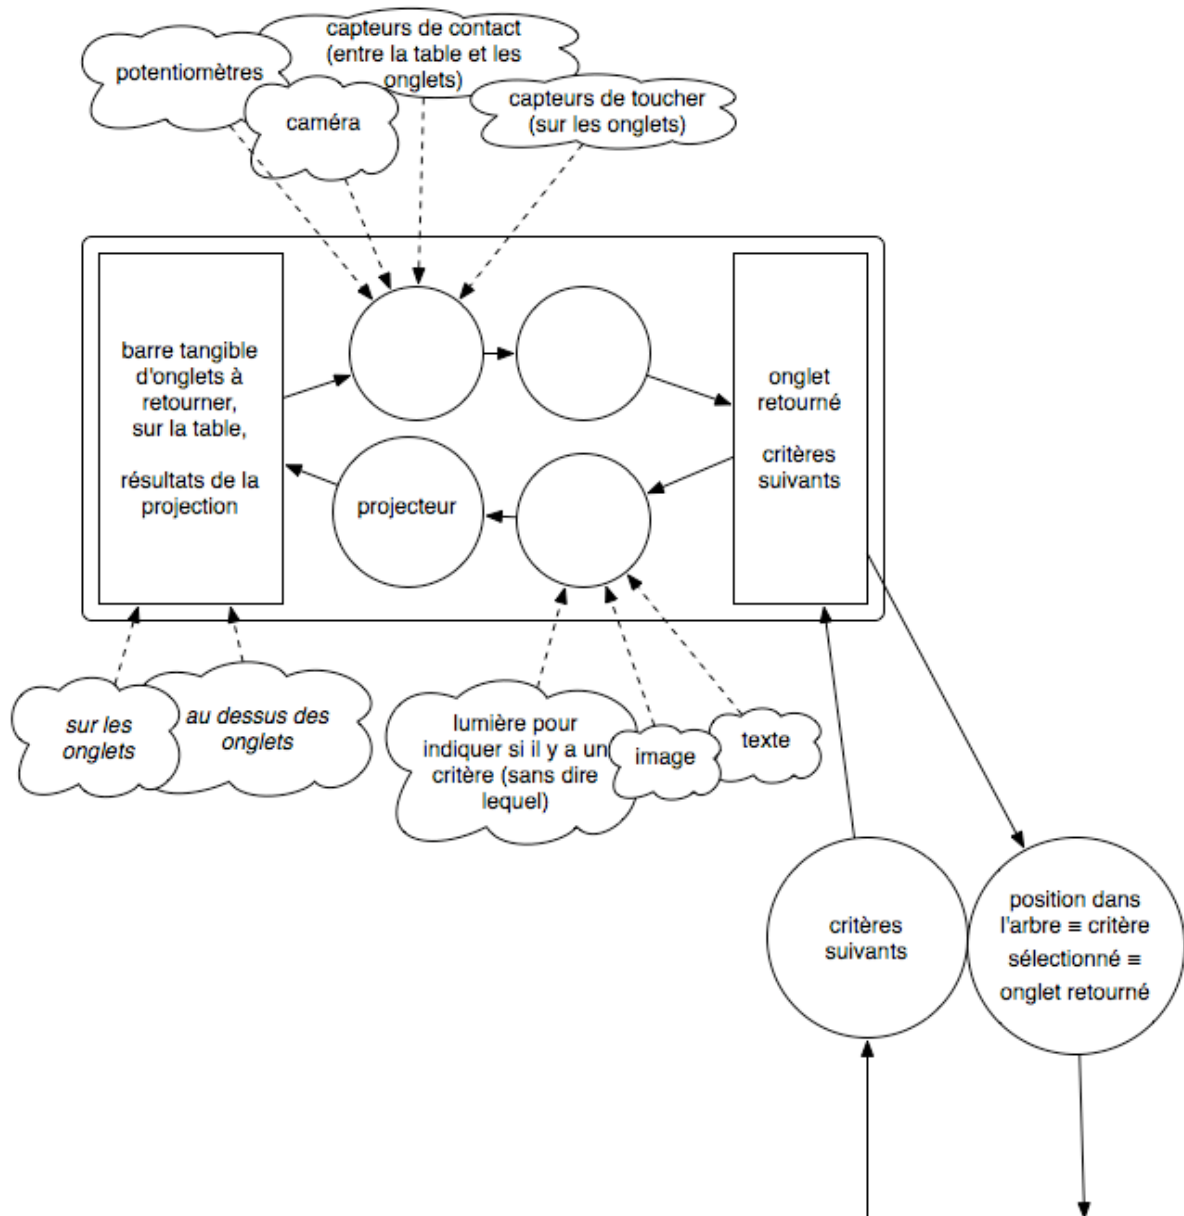 capteurs de contact
(entre la table et les
onglets)
potentiomètres
caméra
capteurs de toucher
(sur les onglets)
barre tangible
d'onglets à
retourner,
sur la table,
résultats de la
projection
onglet
retourné
critères
suivants
projecteur
sur les
onglets
au dessus des
onglets
lumière pour
indiquer si il y a un
critère (sans dire
lequel)
image
texte
critères
suivants
position dans
l'arbre ≡ critère
sélectionné ≡
onglet retourné